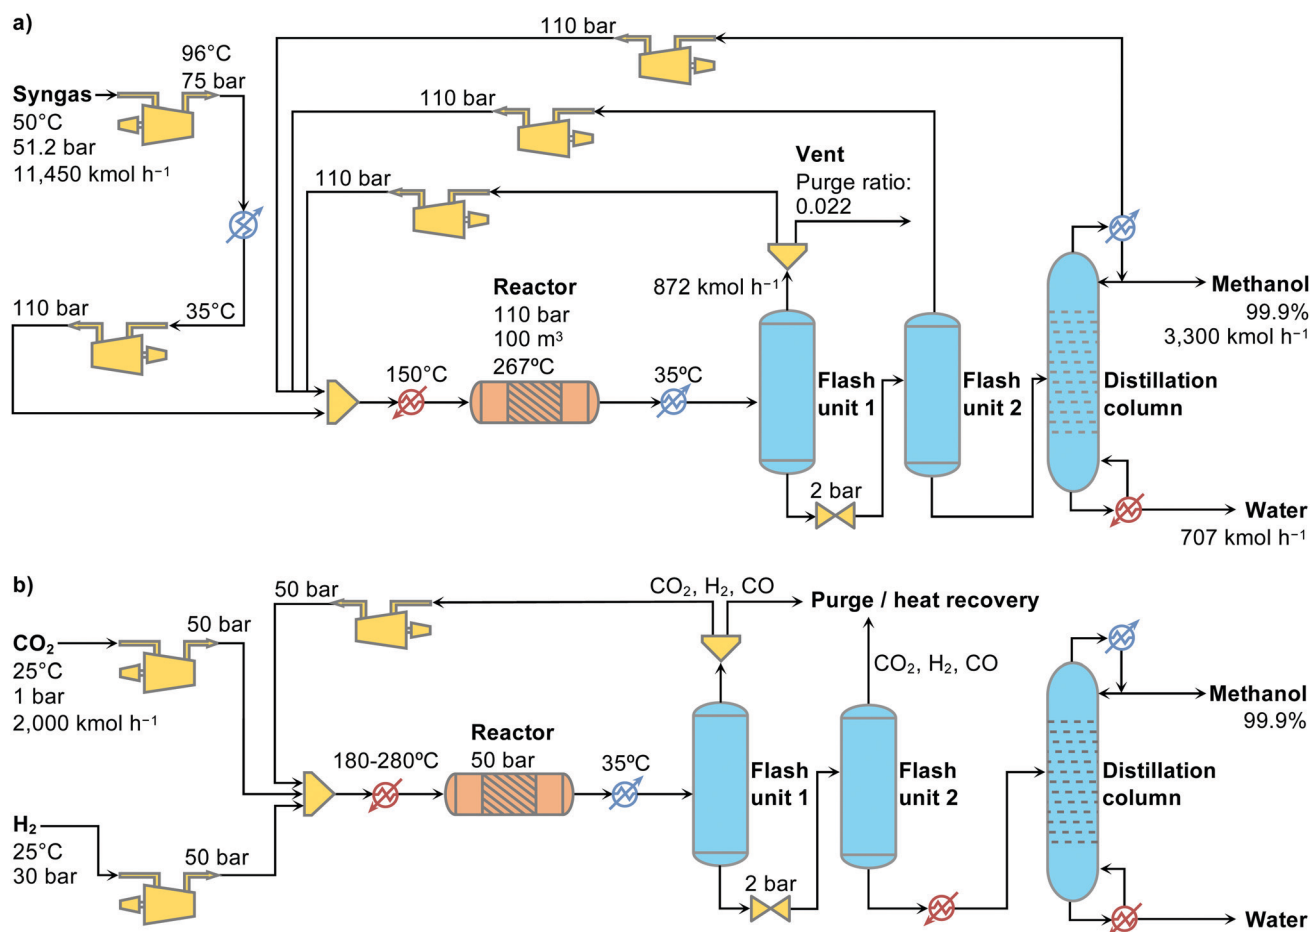 a)
110 bar
96°C
75 bar
Syngas
50°C
51.2 bar
11,450 kmol h⁻¹
110 bar
110 bar
Vent
Purge ratio:
0.022
872 kmol h⁻¹
Reactor
110 bar
100 m³
267ºC
110 bar
35°C
150°C
35ºC
Flash
unit 1
Flash
unit 2
Distillation
column
Methanol
99.9%
3,300 kmol h⁻¹
2 bar
Water
707 kmol h⁻¹
b)
50 bar
CO₂, H₂, CO
Purge / heat recovery
CO₂
25°C
1 bar
2,000 kmol h⁻¹
50 bar
CO₂, H₂, CO
Methanol
99.9%
Reactor
50 bar
180-280ºC
35ºC
Flash
unit 1
Flash
unit 2
Distillation
column
H₂
25°C
30 bar
50 bar
2 bar
Water